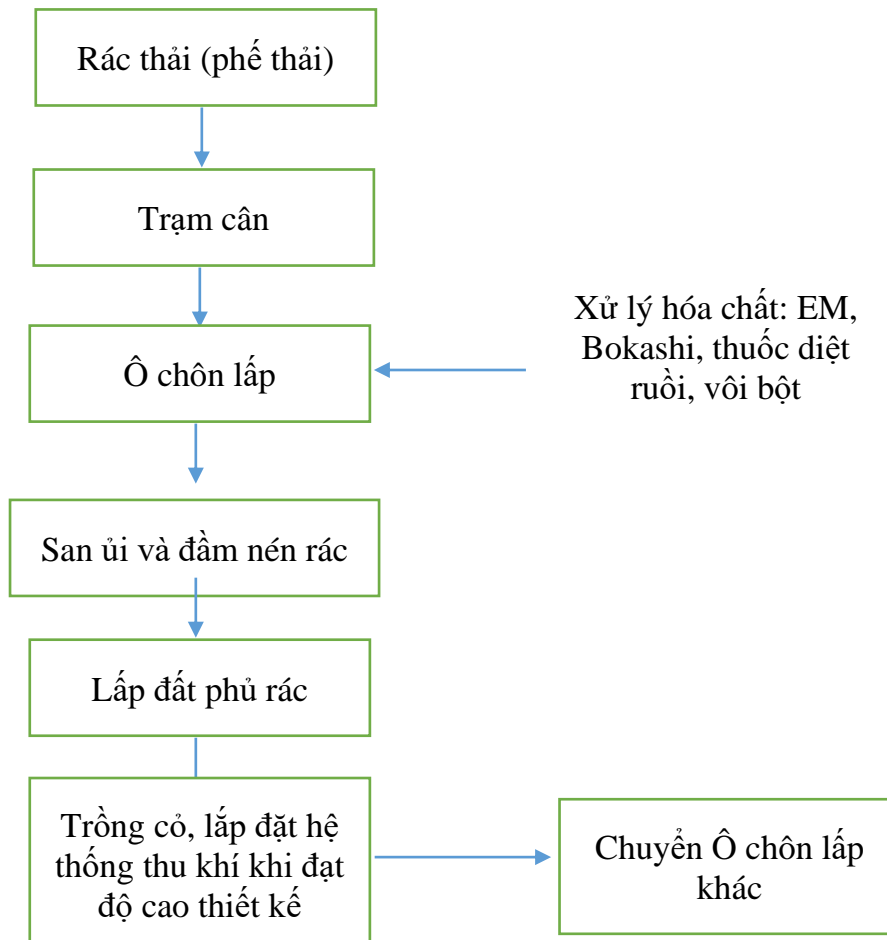 Rác thải (phế thải)
Trạm cân
Ô chôn lấp
Xử lý hóa chất: EM,
Bokashi, thuốc diệt
ruồi, vôi bột
San ủi và đầm nén rác
Lấp đất phủ rác
Trồng cỏ, lắp đặt hệ
thống thu khí khi đạt
độ cao thiết kế
Chuyển Ô chôn lấp
khác